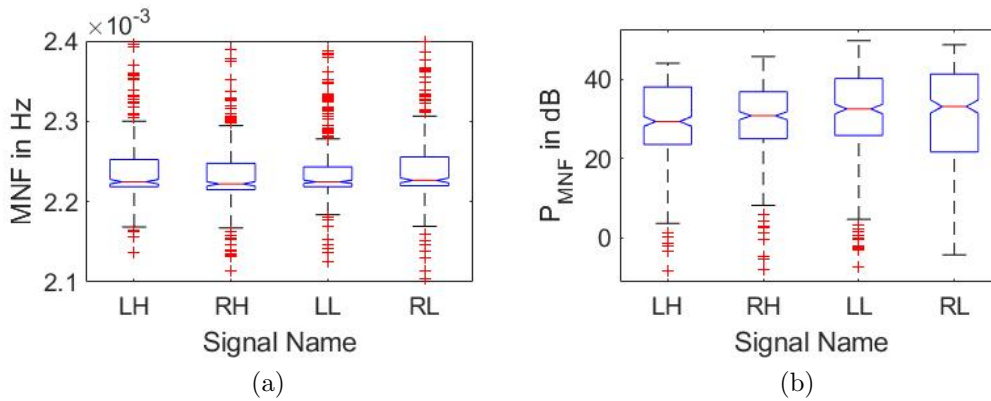 ×10⁻³
2.4
2.3
2.2
2.1
MNF in Hz
LH RH LL RL
Signal Name
(a)
40
20
0
P_MNF in dB
LH RH LL RL
Signal Name
(b)